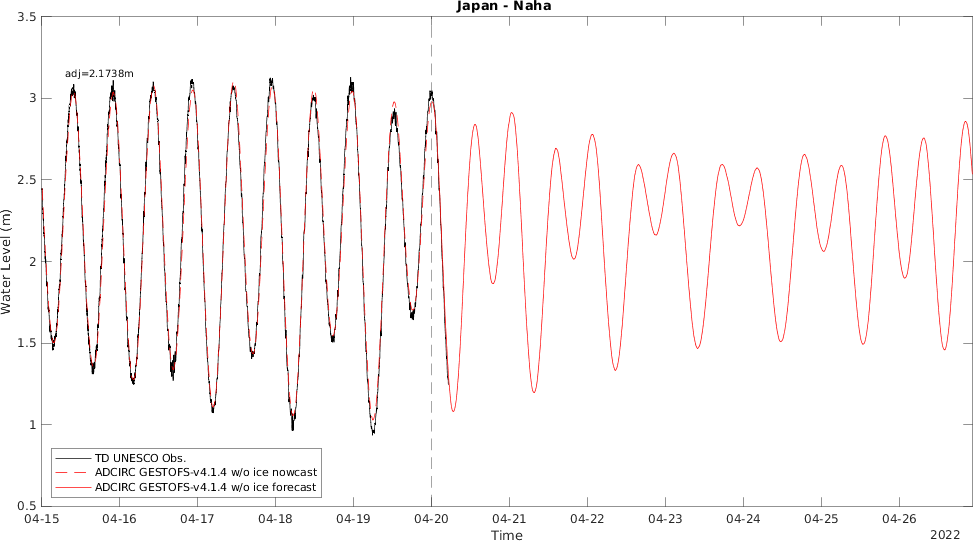 Japan - Naha
3.5
adj=2.1738m
3
2.5
2
1.5
1
0.5
Water Level (m)
TD UNESCO Obs.
ADCIRC GESTOFS-v4.1.4 w/o ice nowcast
ADCIRC GESTOFS-v4.1.4 w/o ice forecast
04-15 04-16 04-17 04-18 04-19 04-20 04-21 04-22 04-23 04-24 04-25 04-26
Time
2022